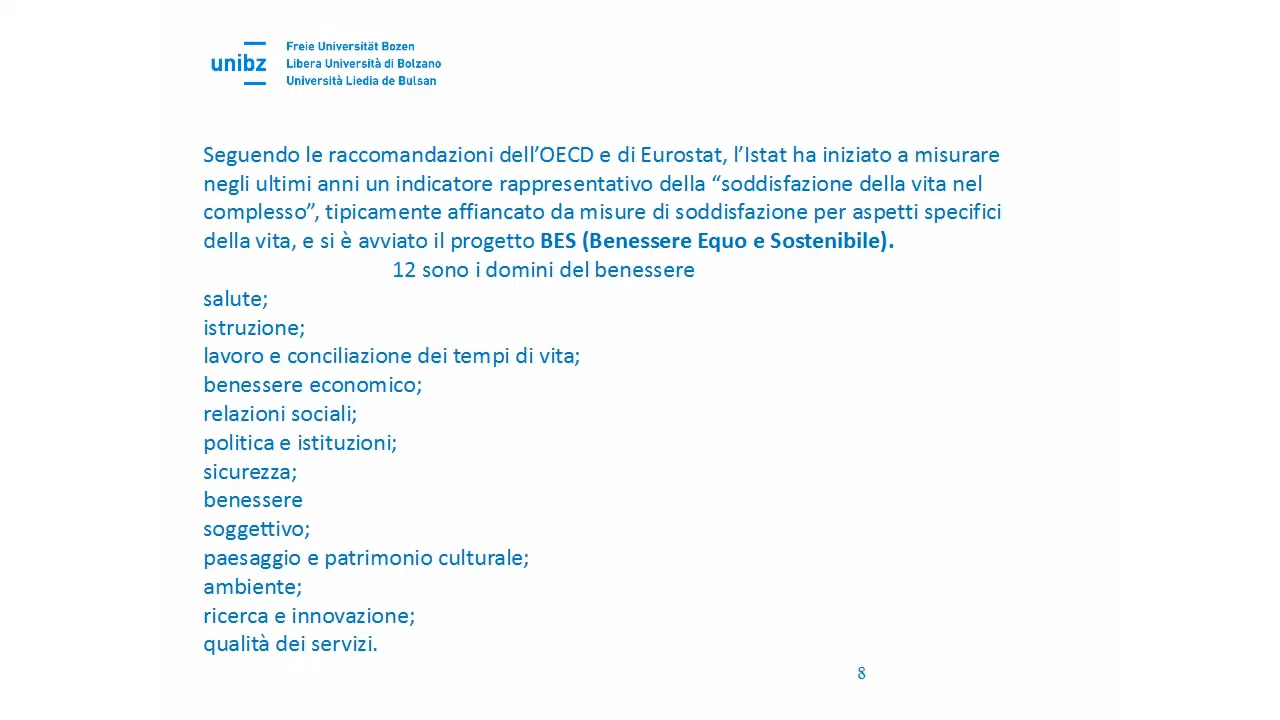 unibz
Freie Universität Bozen
Libera Università di Bolzano
Università Liedia de Bulsan
Seguendo le raccomandazioni dell’OECD e di Eurostat, l’Istat ha iniziato a misurare
negli ultimi anni un indicatore rappresentativo della “soddisfazione della vita nel
complesso”, tipicamente affiancato da misure di soddisfazione per aspetti specifici
della vita, e si è avviato il progetto BES (Benessere Equo e Sostenibile).
12 sono i domini del benessere
salute;
istruzione;
lavoro e conciliazione dei tempi di vita;
benessere economico;
relazioni sociali;
politica e istituzioni;
sicurezza;
benessere
soggettivo;
paesaggio e patrimonio culturale;
ambiente;
ricerca e innovazione;
qualità dei servizi.
8